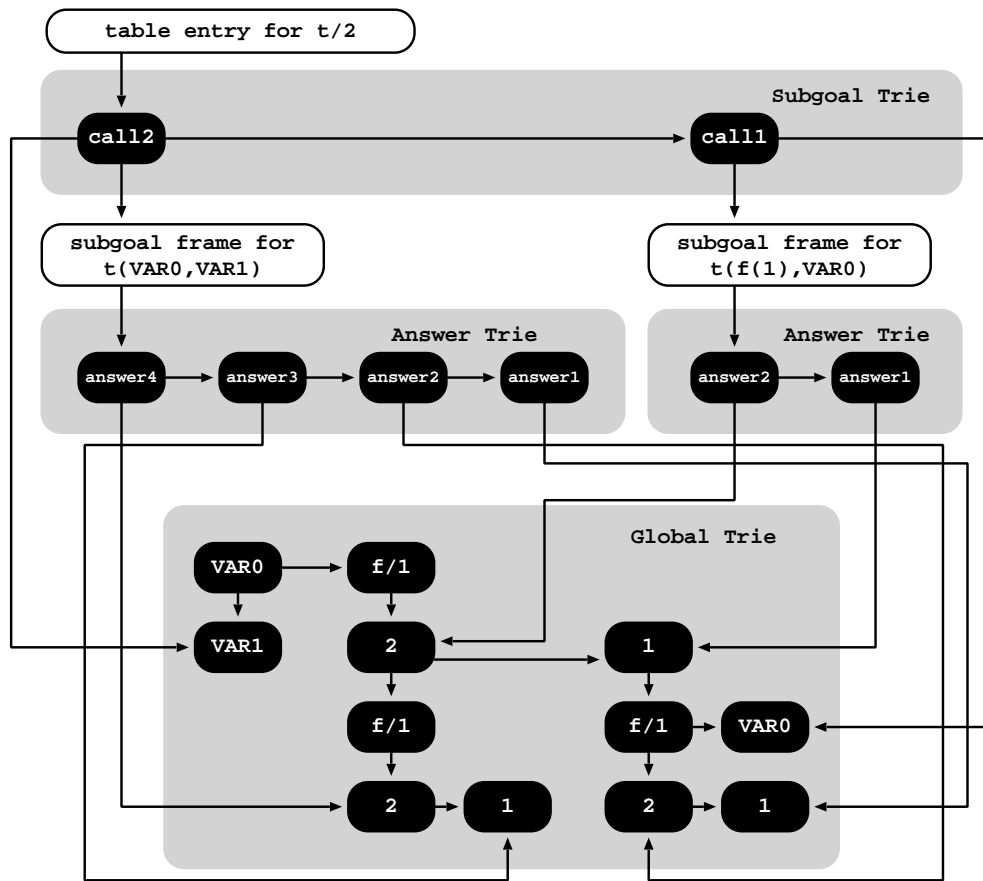 table entry for t/2
Subgoal Trie
call2
call1
subgoal frame for
t(VAR0,VAR1)
subgoal frame for
t(f(1),VAR0)
Answer Trie
answer4
answer3
answer2
answer1
Answer Trie
answer2
answer1
Global Trie
VAR0
f/1
VAR1
2
1
f/1
f/1
VAR0
2
1
2
1